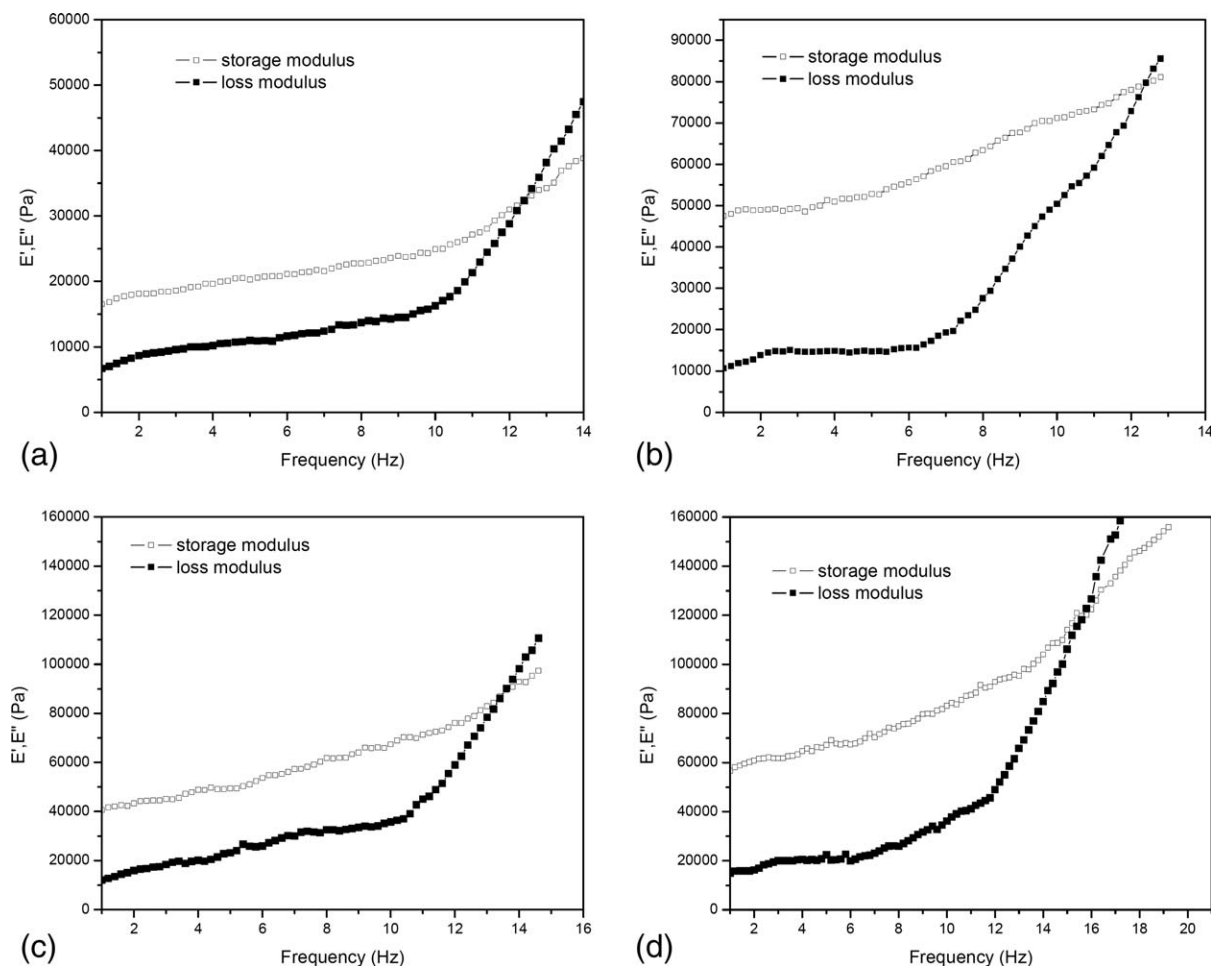 60000
50000
40000
30000
20000
10000
0
E',E" (Pa)
storage modulus
loss modulus
2 4 6 8 10 12 14
Frequency (Hz)
(a)
90000
80000
70000
60000
50000
40000
30000
20000
10000
0
E',E" (Pa)
storage modulus
loss modulus
2 4 6 8 10 12 14
Frequency (Hz)
(b)
160000
140000
120000
100000
80000
60000
40000
20000
0
E',E" (Pa)
storage modulus
loss modulus
2 4 6 8 10 12 14 16
Frequency (Hz)
(c)
160000
140000
120000
100000
80000
60000
40000
20000
0
E',E" (Pa)
storage modulus
loss modulus
2 4 6 8 10 12 14 16 18 20
Frequency (Hz)
(d)